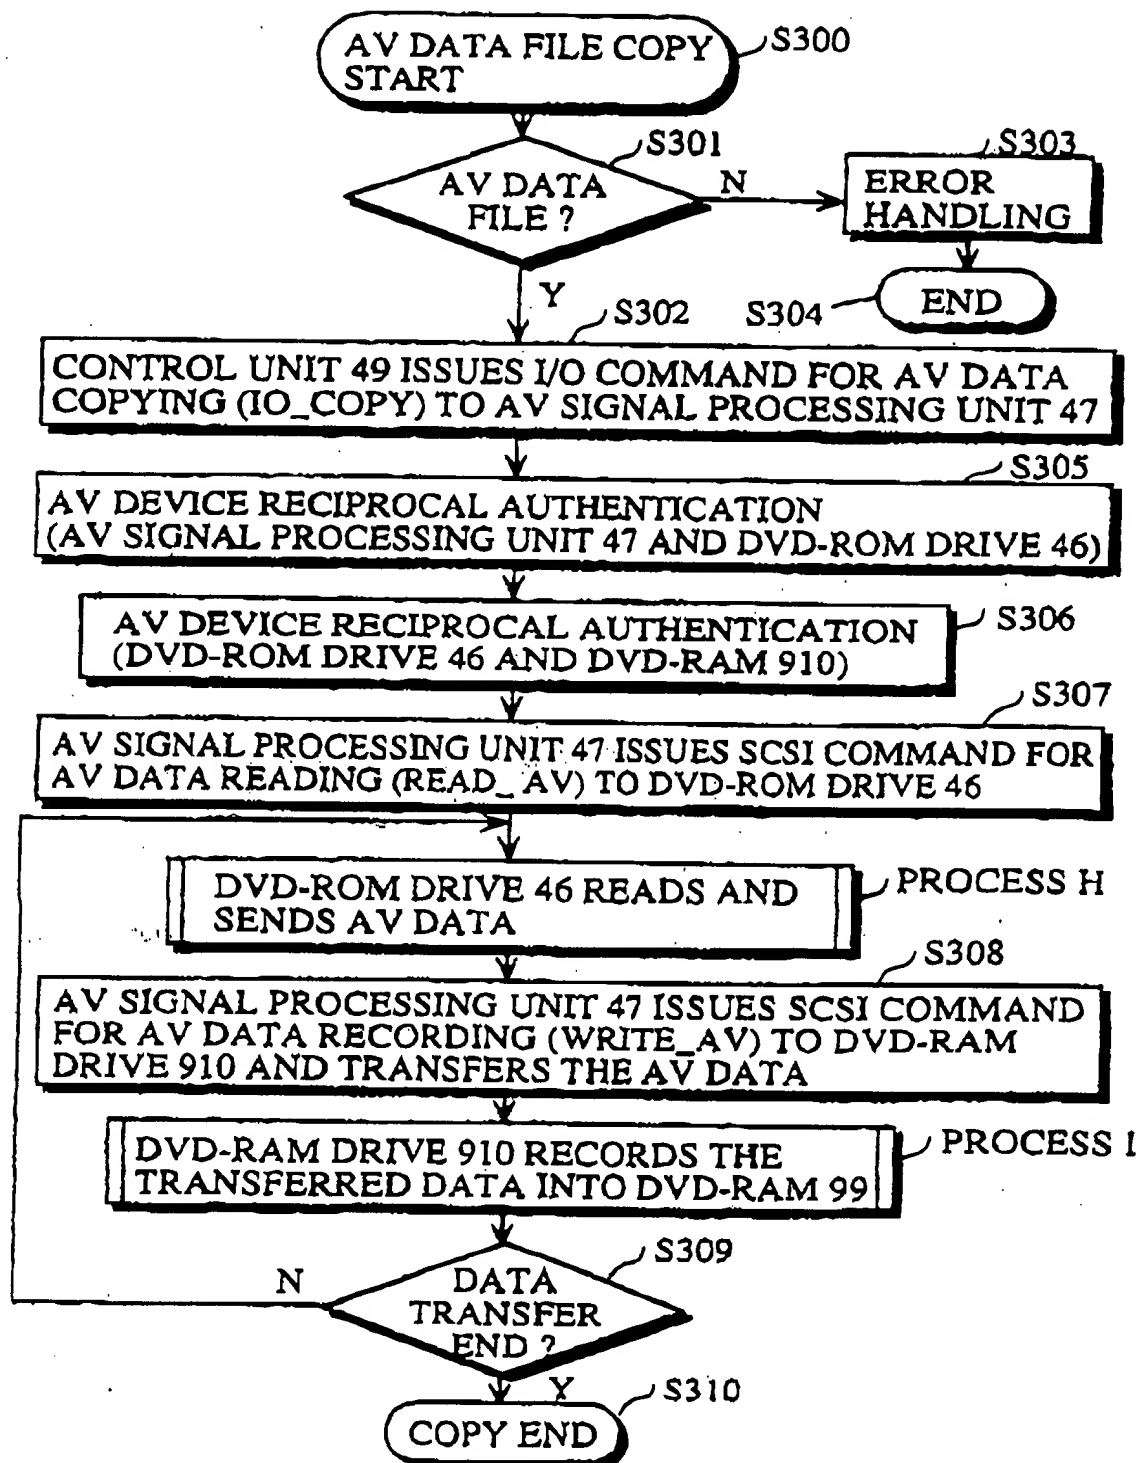 AV DATA FILE COPY
START
S300
S301
AV DATA
FILE ?
N
S303
ERROR
HANDLING
Y
S304
END
S302
CONTROL UNIT 49 ISSUES I/O COMMAND FOR AV DATA
COPYING (IO_COPY) TO AV SIGNAL PROCESSING UNIT 47
S305
AV DEVICE RECIPROCAL AUTHENTICATION
(AV SIGNAL PROCESSING UNIT 47 AND DVD-ROM DRIVE 46)
S306
AV DEVICE RECIPROCAL AUTHENTICATION
(DVD-ROM DRIVE 46 AND DVD-RAM 910)
S307
AV SIGNAL PROCESSING UNIT 47 ISSUES SCSI COMMAND FOR
AV DATA READING (READ_ AV) TO DVD-ROM DRIVE 46
DVD-ROM DRIVE 46 READS AND
SENDS AV DATA
PROCESS H
S308
AV SIGNAL PROCESSING UNIT 47 ISSUES SCSI COMMAND
FOR AV DATA RECORDING (WRITE_AV) TO DVD-RAM
DRIVE 910 AND TRANSFERS THE AV DATA
DVD-RAM DRIVE 910 RECORDS THE
TRANSFERRED DATA INTO DVD-RAM 99
PROCESS I
S309
N
DATA
TRANSFER
END ?
Y
S310
COPY END